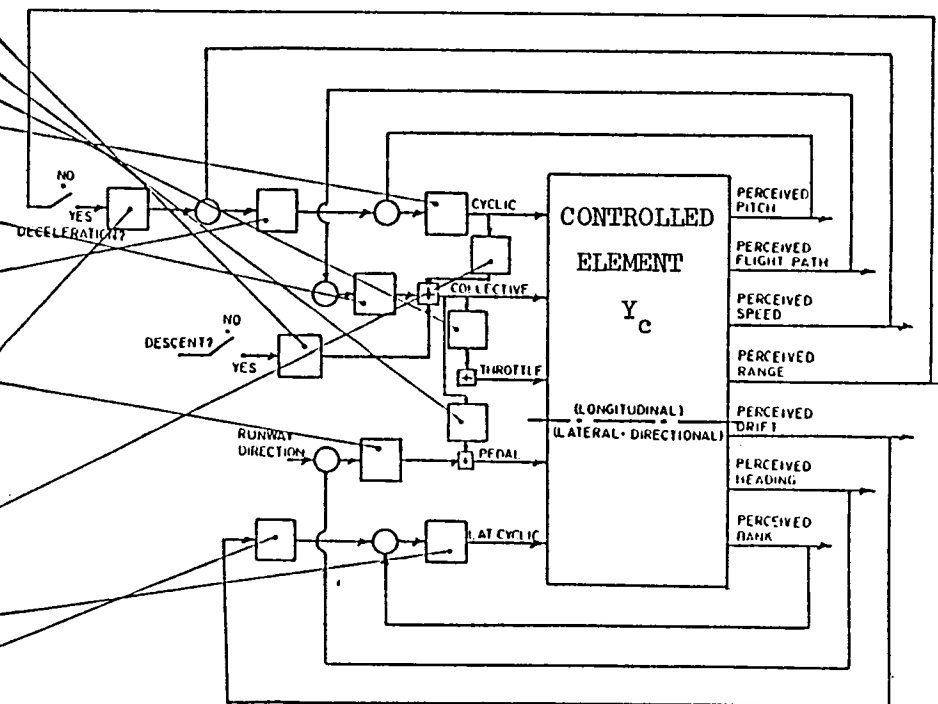 NO
YES
DECELERATION?
CYCLIC
COLLECTIVE
NO
DESCENT?
YES
THROTTLE
RUNWAY
DIRECTION
PEDAL
LAT CYCLIC
CONTROLLED
ELEMENT
Yc
(LONGITUDINAL)
(LATERAL-DIRECTIONAL)
PERCEIVED
PITCH
PERCEIVED
FLIGHT PATH
PERCEIVED
SPEED
PERCEIVED
RANGE
PERCEIVED
DRIFT
PERCEIVED
HEADING
PERCEIVED
BANK